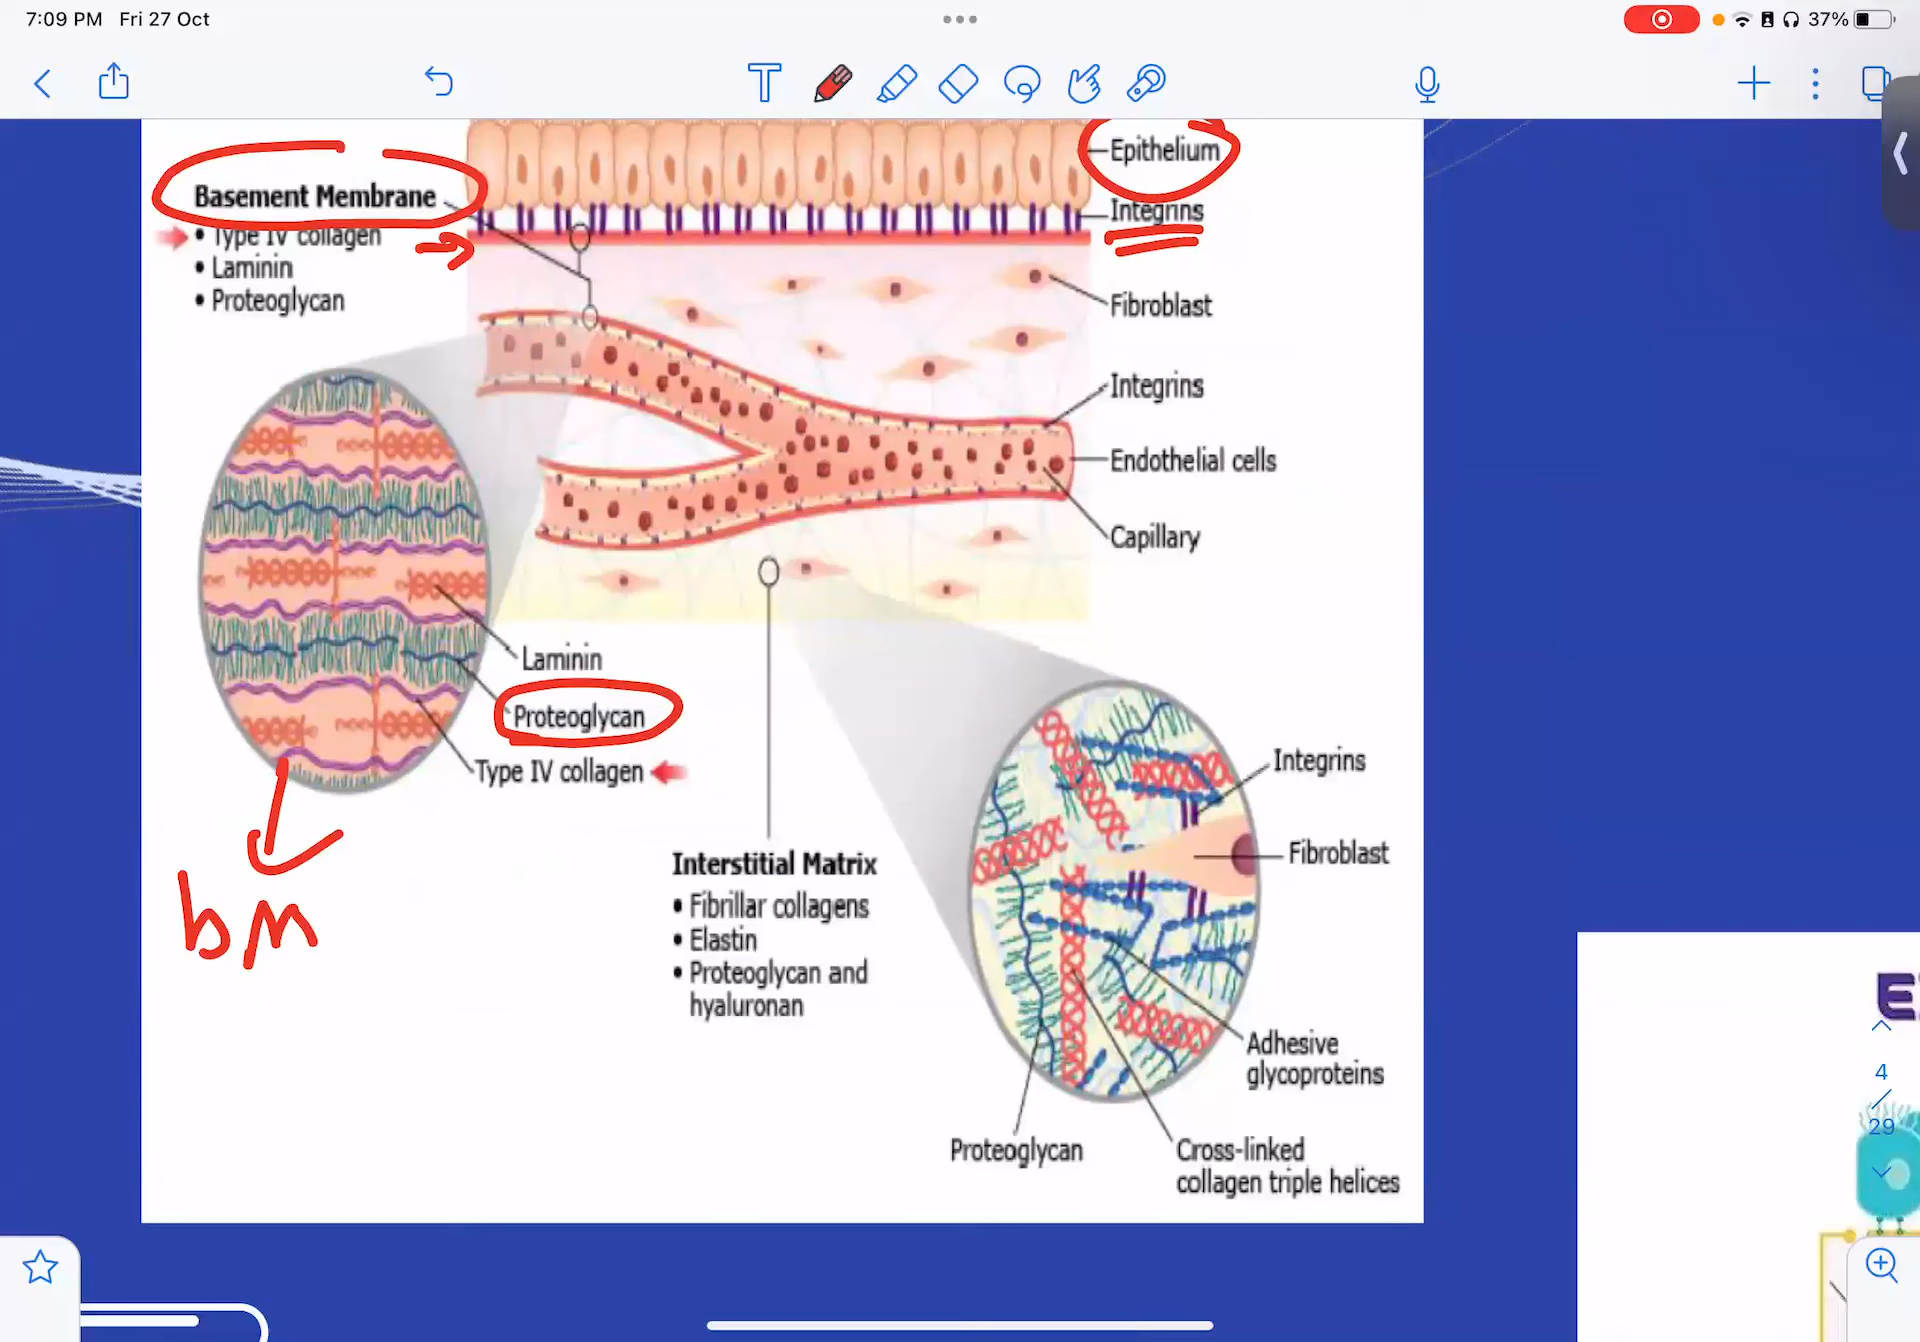 7:09 PM Fri 27 Oct
37%
T
Basement Membrane
• Type IV collagen
• Laminin
• Proteoglycan
Epithelium
Integrins
Fibroblast
Integrins
Endothelial cells
Capillary
Laminin
Proteoglycan
Type IV collagen
bM
Interstitial Matrix
• Fibrillar collagens
• Elastin
• Proteoglycan and
hyaluronan
Integrins
Fibroblast
Adhesive
glycoproteins
Proteoglycan
Cross-linked
collagen triple helices
4
/
29